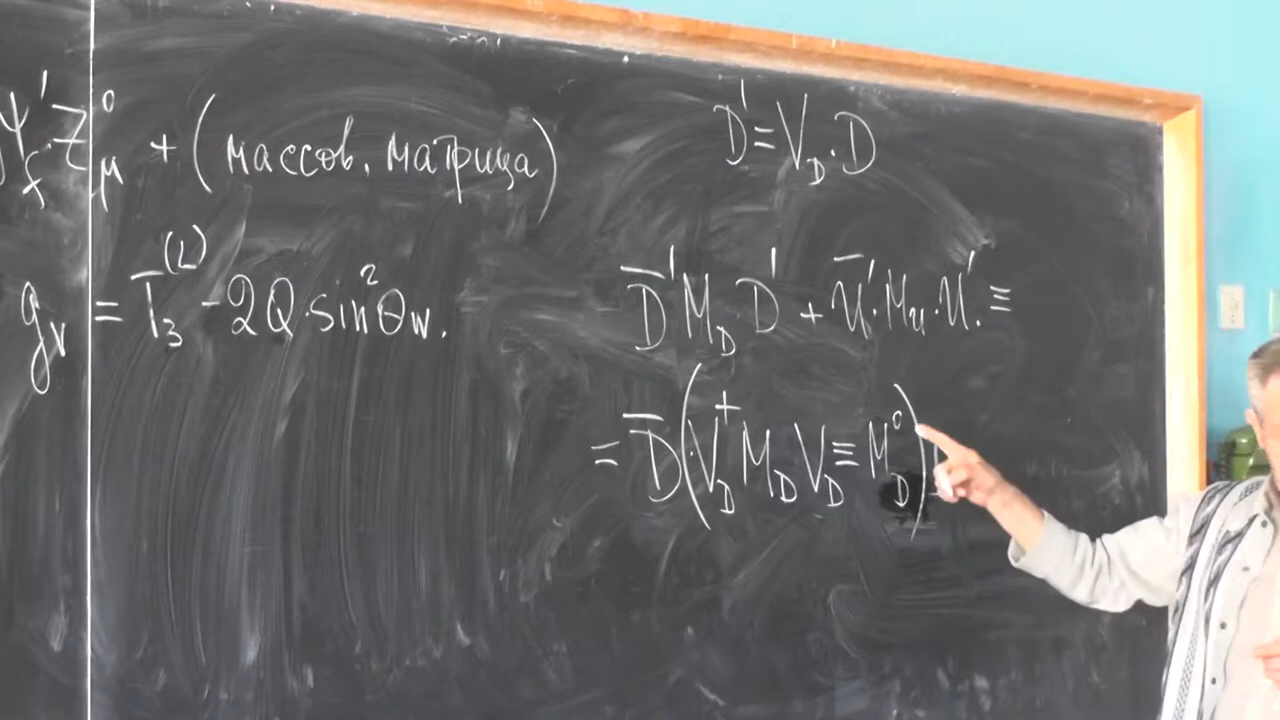 ψ'_f Z⁰_μ + (массов. матрица)
g_V = T₃^(L) - 2Q·sin²θ_W.
D' = V_D·D
D̄' M_D D' + ū'·M_u·u'. ≡
= D̄ (V_D⁺ M_D V_D ≡ M⁰_D)